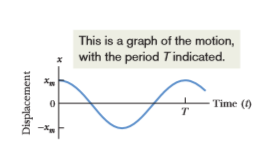 This is a graph of the motion,
with the period T indicated.
x
xm
0
−xm
Displacement
T
Time (t)